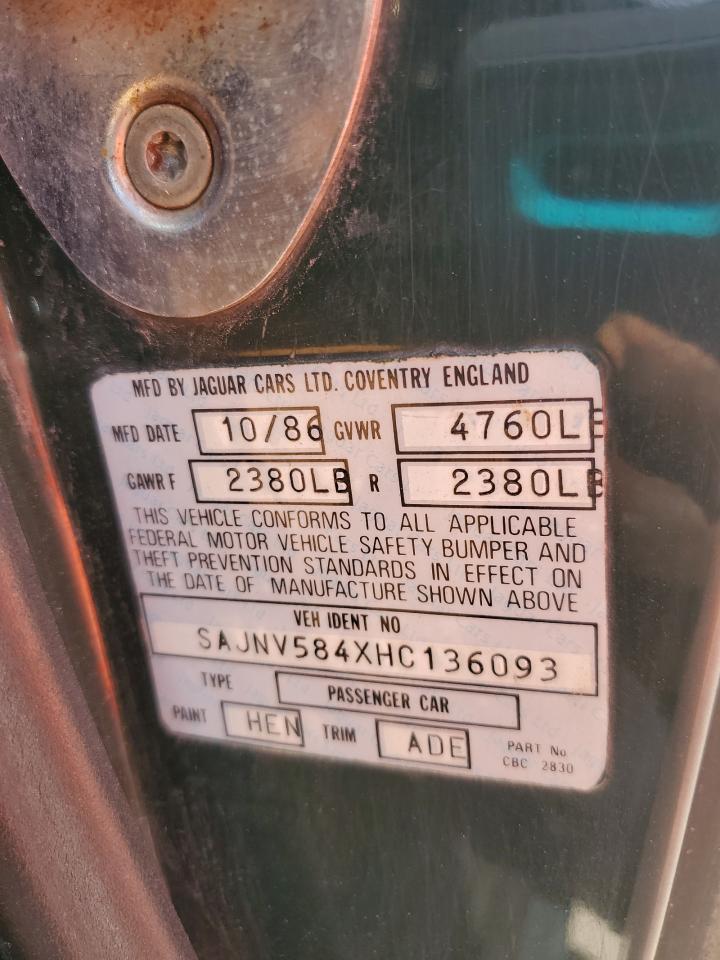 MFD BY JAGUAR CARS LTD. COVENTRY ENGLAND
MFD DATE 10/86 GVWR 4760LB
GAWR F 2380LB R 2380LB
THIS VEHICLE CONFORMS TO ALL APPLICABLE
FEDERAL MOTOR VEHICLE SAFETY BUMPER AND
THEFT PREVENTION STANDARDS IN EFFECT ON
THE DATE OF MANUFACTURE SHOWN ABOVE
VEH IDENT NO
SAJNV584XHC136093
TYPE PASSENGER CAR
PAINT HEN TRIM ADE PART No
CBC 2830